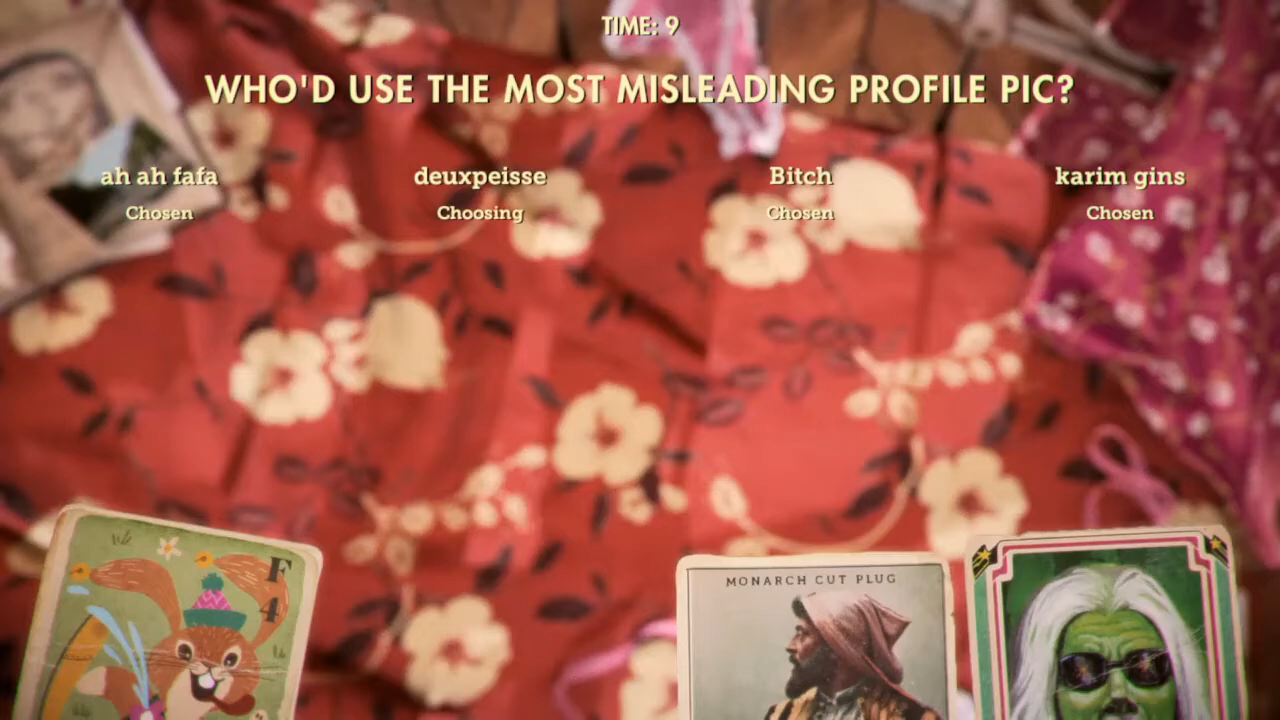 TIME: 9
WHO'D USE THE MOST MISLEADING PROFILE PIC?
ah ah fafa
Chosen
deuxpeisse
Choosing
Bitch
Chosen
karim gins
Chosen
F
4
MONARCH CUT PLUG